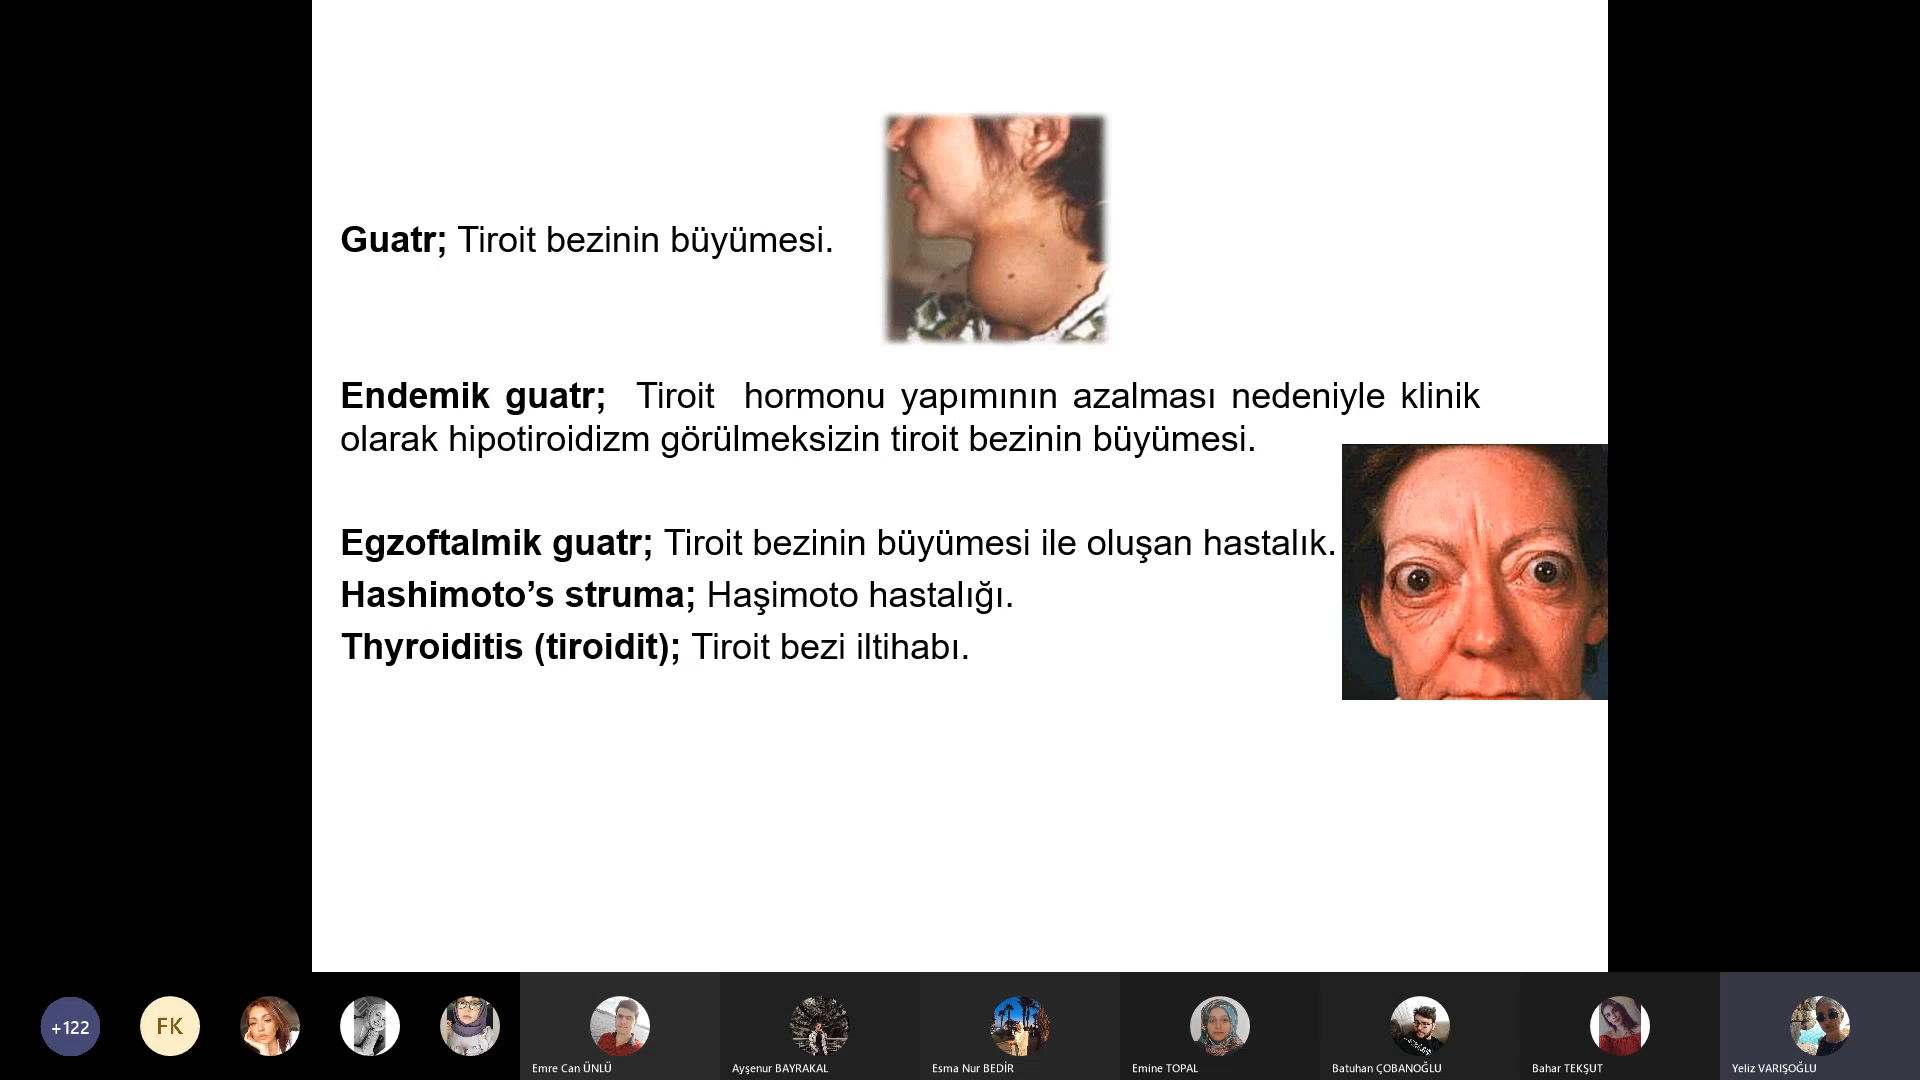 Guatr; Tiroit bezinin büyümesi.
Endemik guatr; Tiroit hormonu yapımının azalması nedeniyle klinik
olarak hipotiroidizm görülmeksizin tiroit bezinin büyümesi.
Egzoftalmik guatr; Tiroit bezinin büyümesi ile oluşan hastalık.
Hashimoto’s struma; Haşimoto hastalığı.
Thyroiditis (tiroidit); Tiroit bezi iltihabı.
+122
FK
Emre Can ÜNLÜ
Ayşenur BAYRAKAL
Esma Nur BEDİR
Emine TOPAL
Batuhan ÇOBANOĞLU
Bahar TEKŞUT
Yeliz VARIŞOĞLU